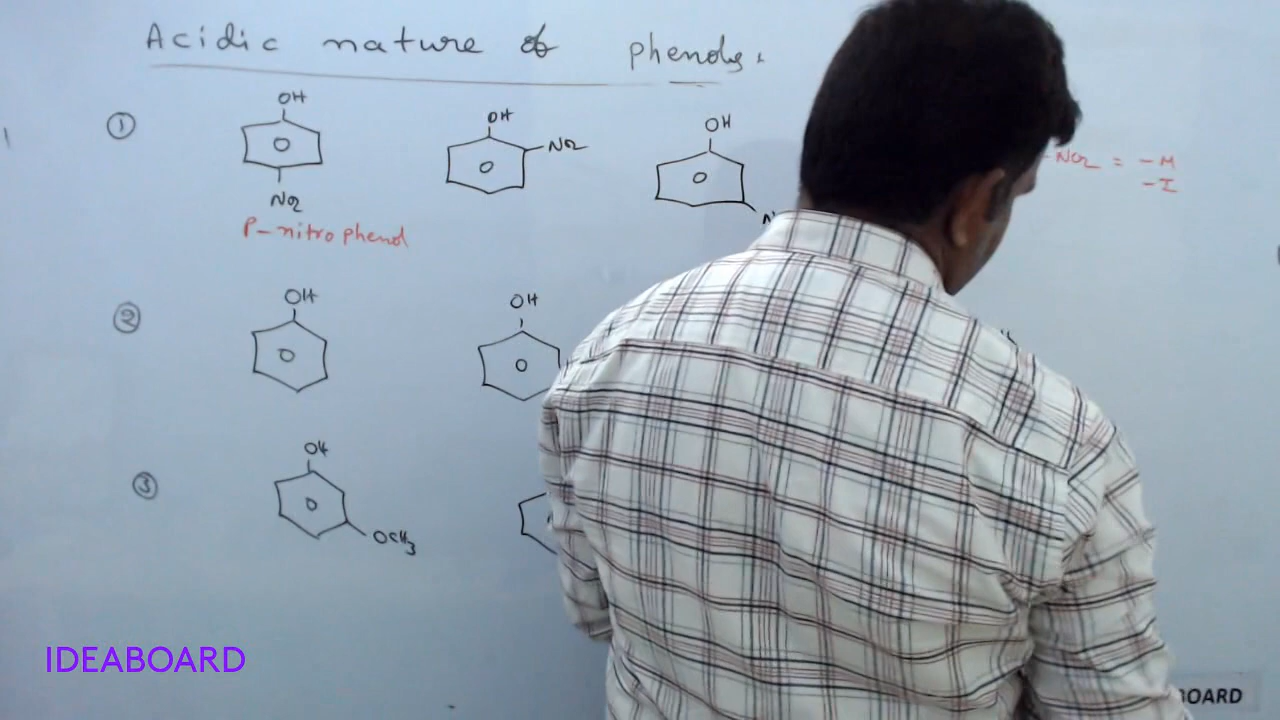 Acidic nature of phenols.
①
OH
NO2
P-nitrophenol
OH
NO2
OH
-NO2 = -M
-I
②
OH
OH
③
OH
OCH3
IDEABOARD
BOARD